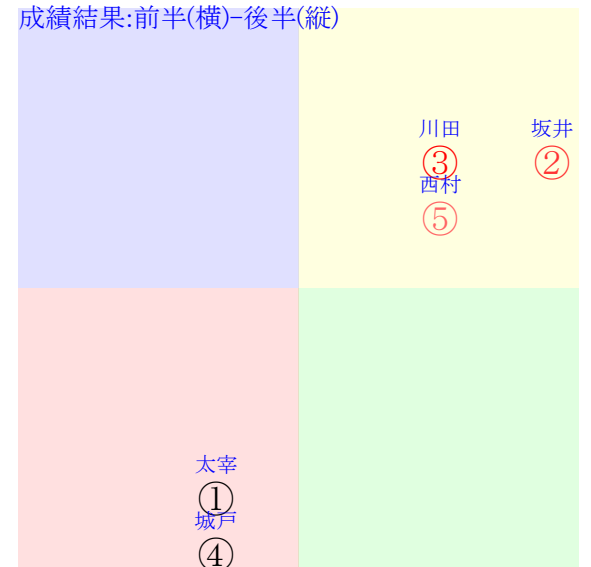 成績結果:前半(横)-後半(縦)
川田
③
坂井
②
西村
⑤
太宰
①
城戸
④